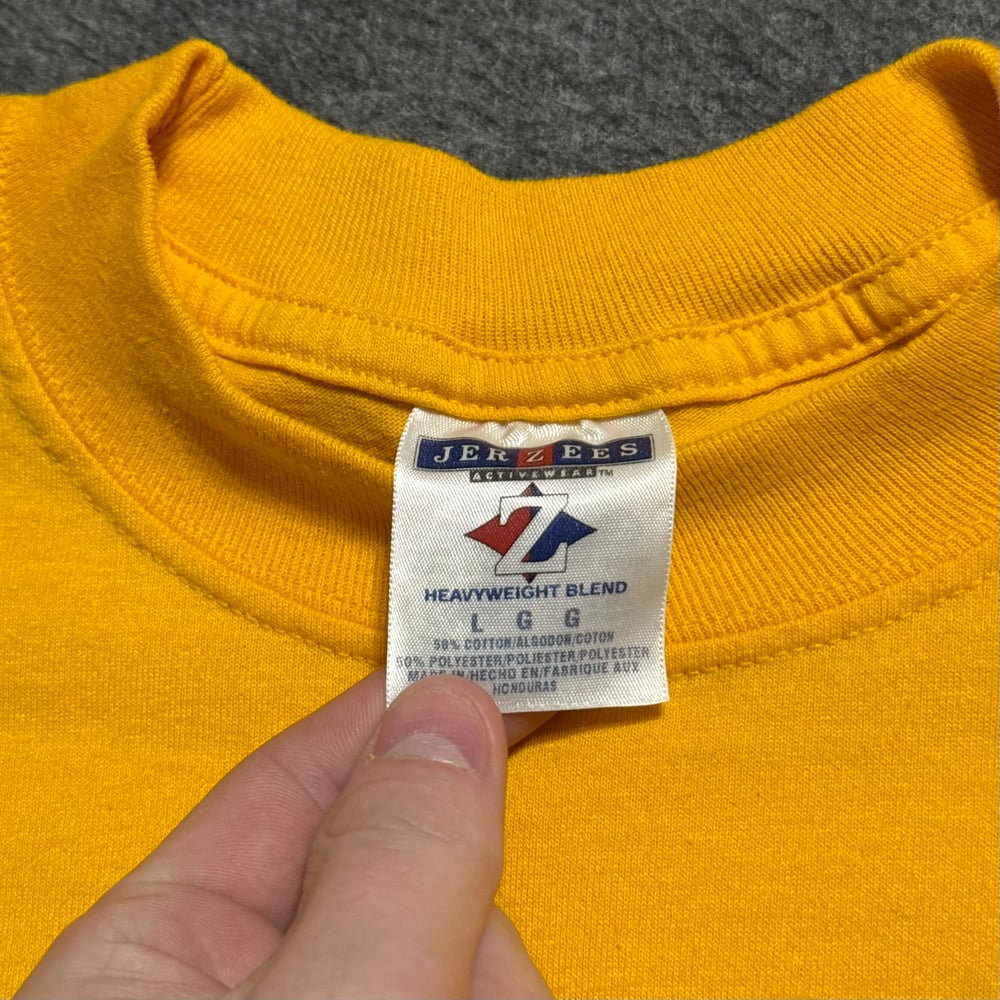 JERZEES
ACTIVEWEAR™
Z
HEAVYWEIGHT BLEND
L G G
50% COTTON/ALGODON/COTON
50% POLYESTER/POLIESTER/POLYESTER
MADE IN/HECHO EN/FABRIQUE AUX
HONDURAS